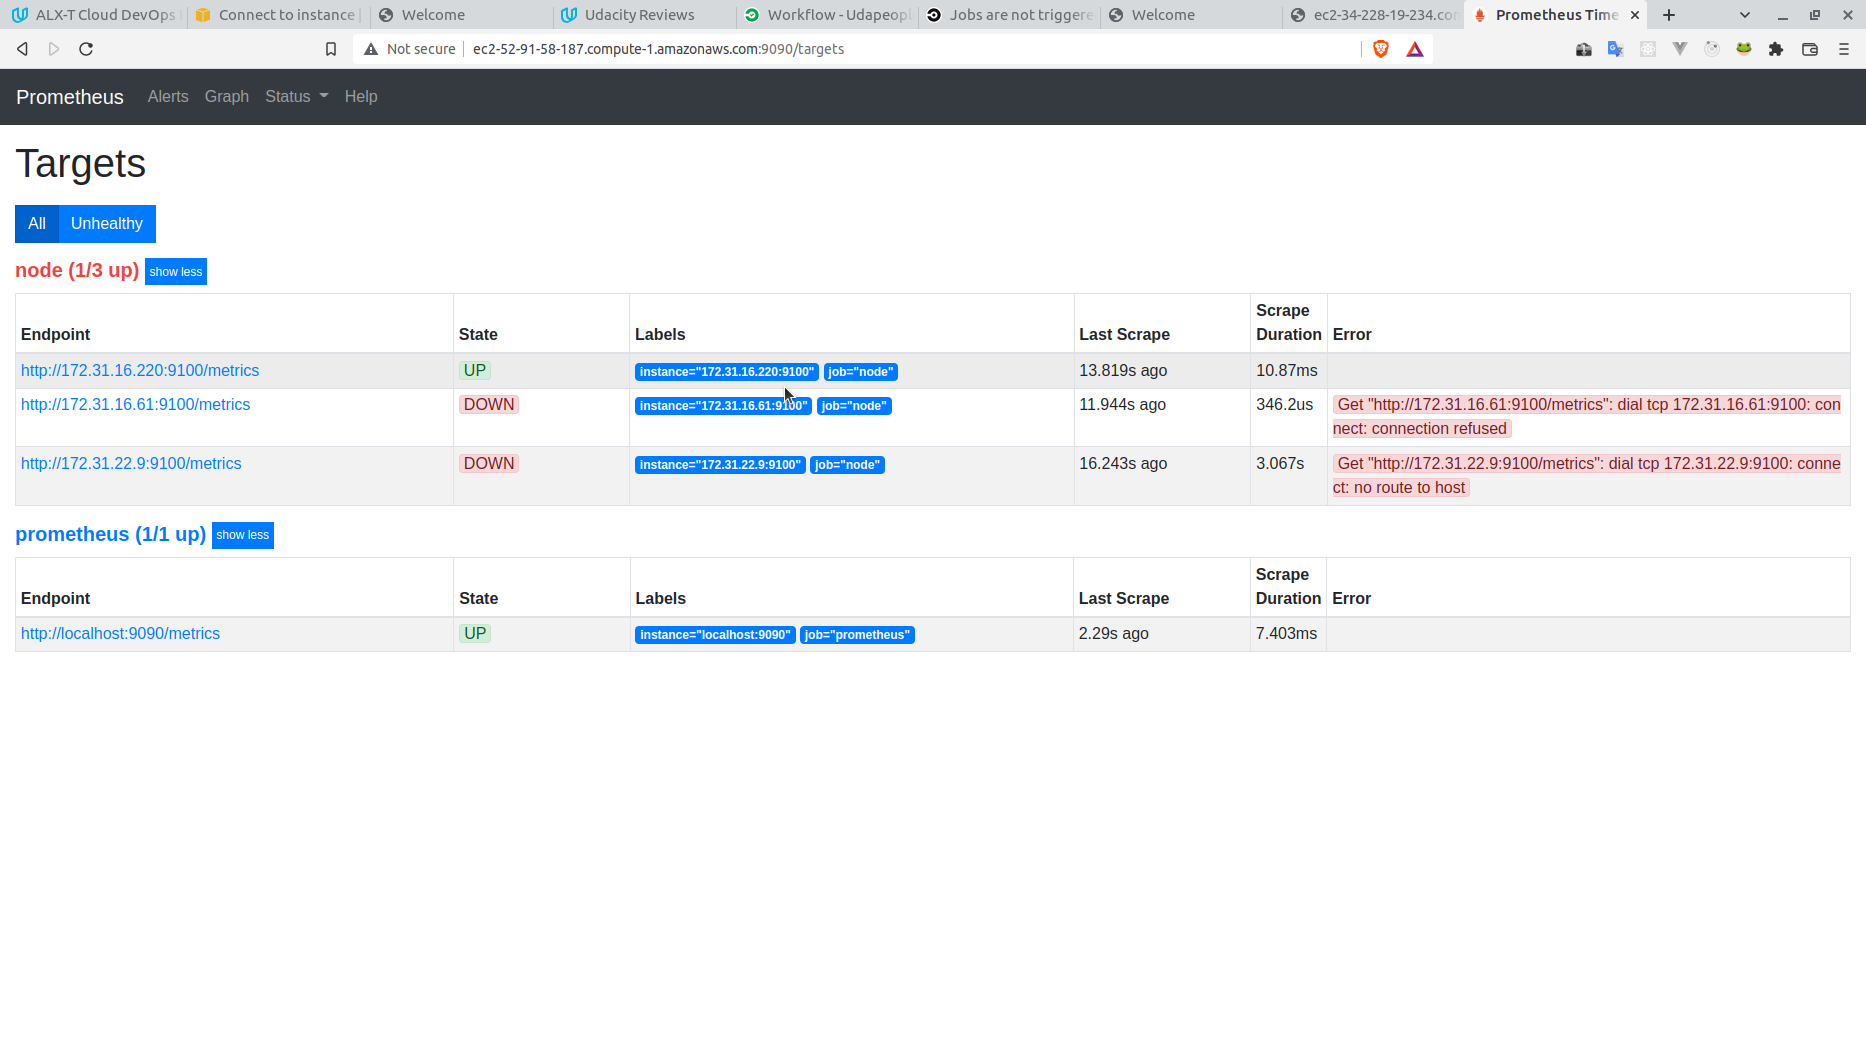 ALX-T Cloud DevOps
Connect to instance
Welcome
Udacity Reviews
Workflow - Udapeopl
Jobs are not triggere
Welcome
ec2-34-228-19-234.co
Prometheus Time
Not secure
ec2-52-91-58-187.compute-1.amazonaws.com:9090/targets
Prometheus Alerts Graph Status Help
Targets
All Unhealthy
node (1/3 up) show less
Endpoint State Labels Last Scrape Scrape Duration Error
http://172.31.16.220:9100/metrics UP instance="172.31.16.220:9100" job="node" 13.819s ago 10.87ms
http://172.31.16.61:9100/metrics DOWN instance="172.31.16.61:9100" job="node" 11.944s ago 346.2us Get "http://172.31.16.61:9100/metrics": dial tcp 172.31.16.61:9100: con
nect: connection refused
http://172.31.22.9:9100/metrics DOWN instance="172.31.22.9:9100" job="node" 16.243s ago 3.067s Get "http://172.31.22.9:9100/metrics": dial tcp 172.31.22.9:9100: conne
ct: no route to host
prometheus (1/1 up) show less
Endpoint State Labels Last Scrape Scrape Duration Error
http://localhost:9090/metrics UP instance="localhost:9090" job="prometheus" 2.29s ago 7.403ms